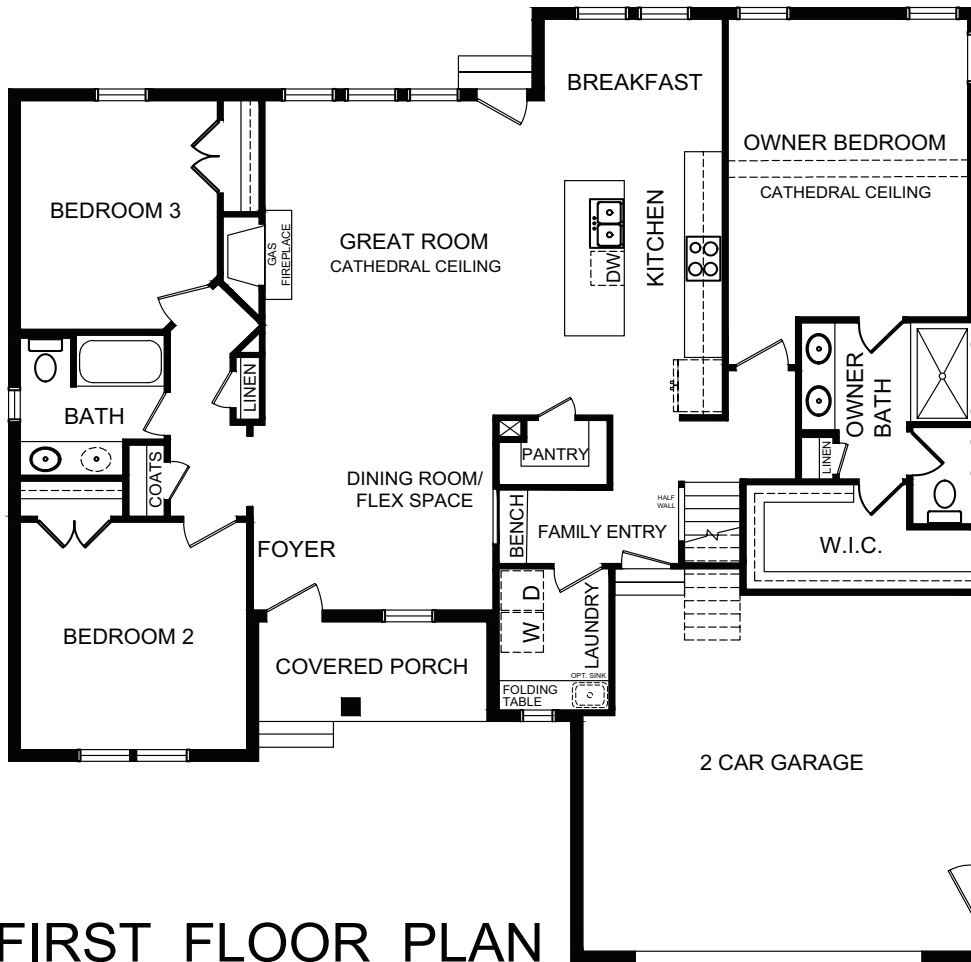 BREAKFAST
OWNER BEDROOM
CATHEDRAL CEILING
BEDROOM 3
GAS
FIREPLACE
GREAT ROOM
CATHEDRAL CEILING
DW
KITCHEN
LINEN
BATH
COATS
OWNER
BATH
LINEN
PANTRY
DINING ROOM/
FLEX SPACE
BENCH
FAMILY ENTRY
HALF
WALL
W.I.C.
FOYER
BEDROOM 2
COVERED PORCH
D
W
LAUNDRY
OPT. SINK
FOLDING
TABLE
2 CAR GARAGE
FIRST FLOOR PLAN